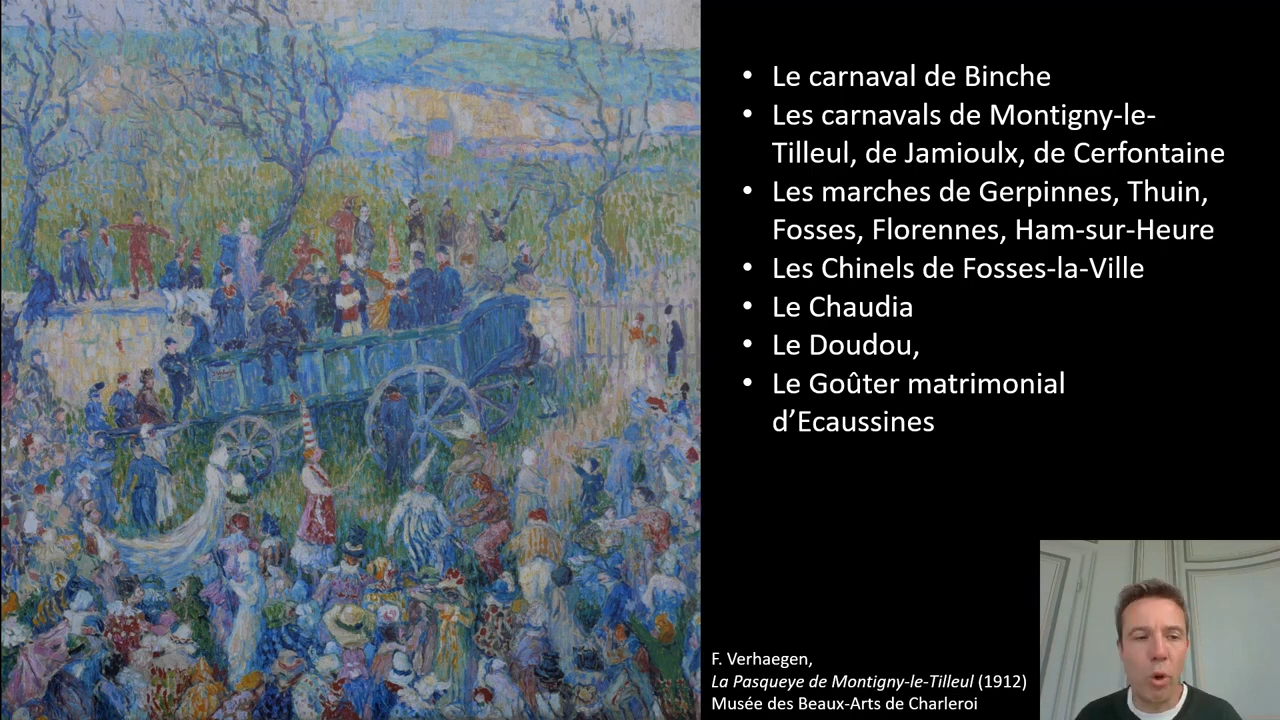 • Le carnaval de Binche
• Les carnavals de Montigny-le-
Tilleul, de Jamioulx, de Cerfontaine
• Les marches de Gerpinnes, Thuin,
Fosses, Florennes, Ham-sur-Heure
• Les Chinels de Fosses-la-Ville
• Le Chaudia
• Le Doudou,
• Le Goûter matrimonial
d’Ecaussines
F. Verhaegen,
La Pasqueye de Montigny-le-Tilleul (1912)
Musée des Beaux-Arts de Charleroi